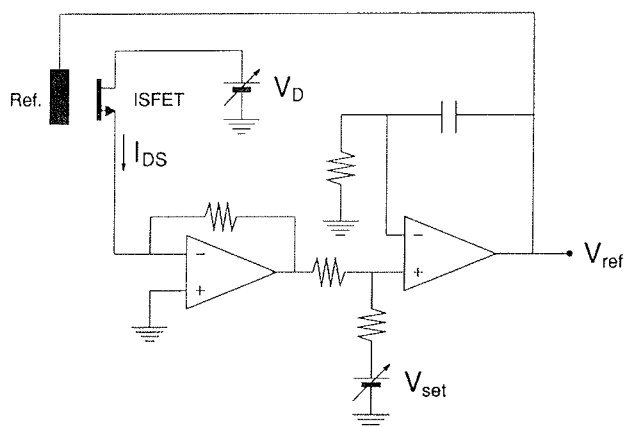 Ref.
ISFET
V_D
I_DS
−
+
−
+
V_ref
V_set